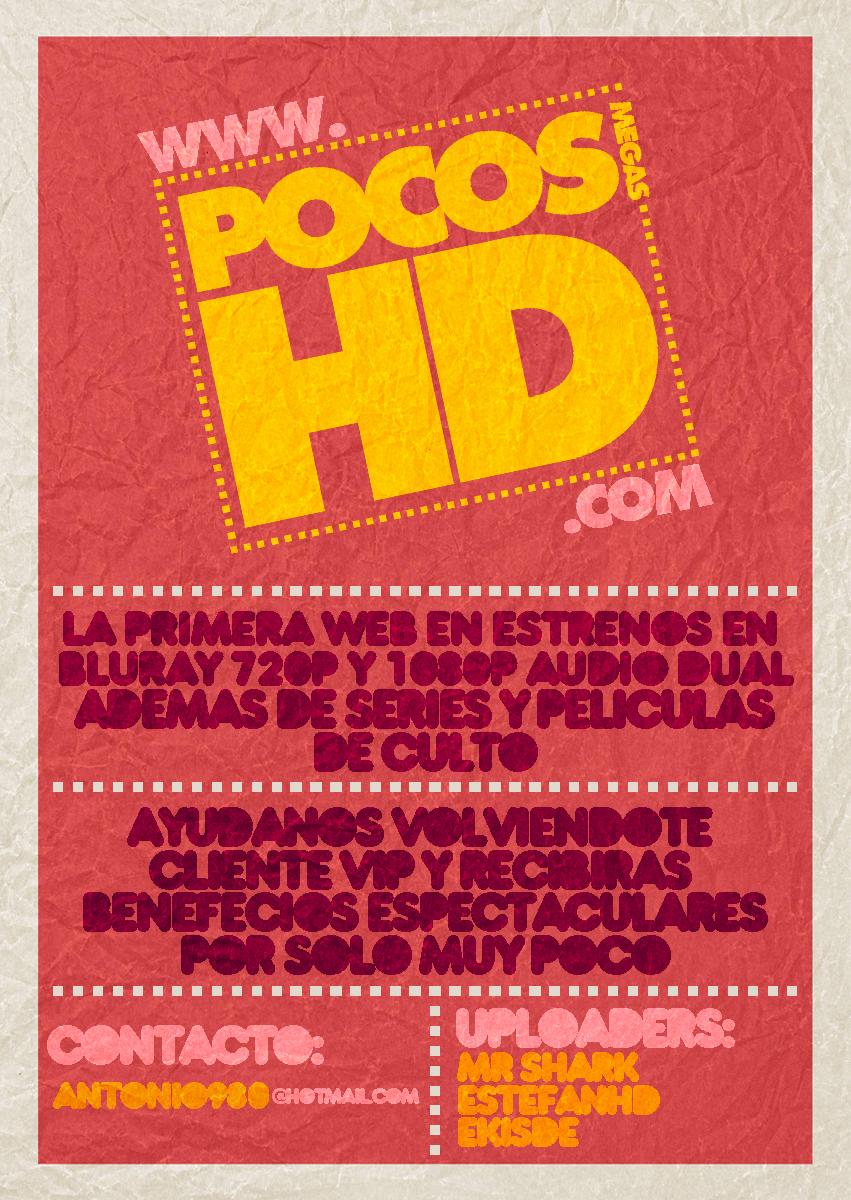 WWW.
POCOS
MEGAS
HD
.COM
LA PRIMERA WEB EN ESTRENOS EN
BLURAY 720P Y 1080P AUDIO DUAL
ADEMAS DE SERIES Y PELICULAS
DE CULTO
AYUDANOS VOLVIENDOTE
CLIENTE VIP Y RECIBIRAS
BENEFECIOS ESPECTACULARES
POR SOLO MUY POCO
CONTACTO:
ANTONIO980@HOTMAIL.COM
UPLOADERS:
MR SHARK
ESTEFANHD
EKISDE